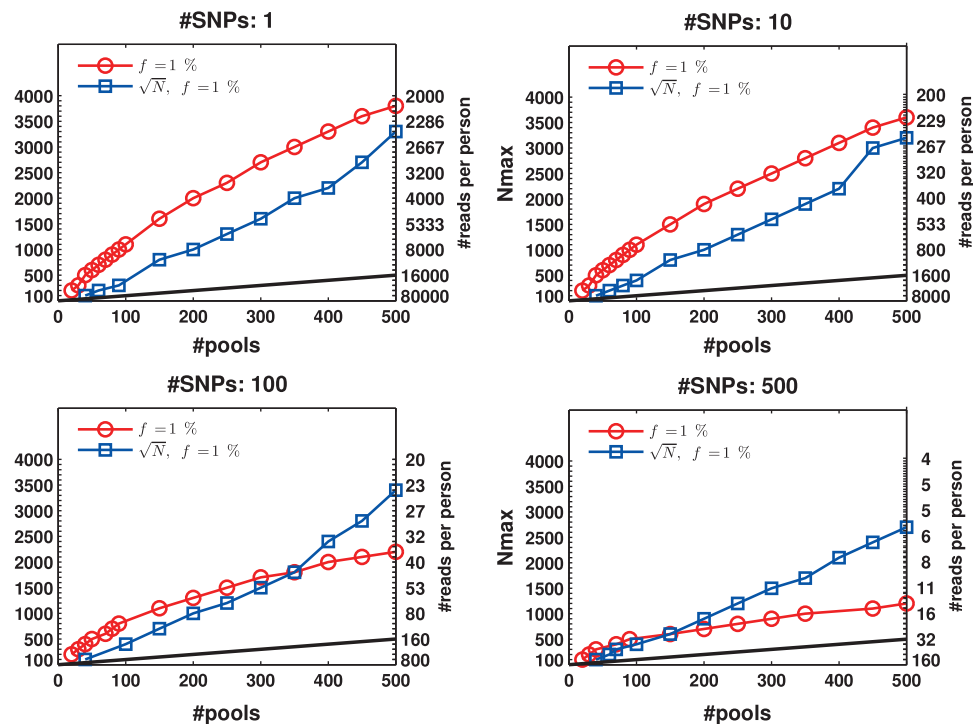 #SNPs: 1
f = 1 %
√N, f = 1 %
4000
3500
3000
2500
2000
1500
1000
500
100
2000
2286
2667
3200
4000
5333
8000
16000
80000
#reads per person
0 100 200 300 400 500
#pools
#SNPs: 10
f = 1 %
√N, f = 1 %
Nmax
4000
3500
3000
2500
2000
1500
1000
500
100
200
229
267
320
400
533
800
1600
8000
#reads per person
0 100 200 300 400 500
#pools
#SNPs: 100
f = 1 %
√N, f = 1 %
4000
3500
3000
2500
2000
1500
1000
500
100
20
23
27
32
40
53
80
160
800
#reads per person
0 100 200 300 400 500
#pools
#SNPs: 500
f = 1 %
√N, f = 1 %
Nmax
4000
3500
3000
2500
2000
1500
1000
500
100
4
5
5
6
8
11
16
32
160
#reads per person
0 100 200 300 400 500
#pools